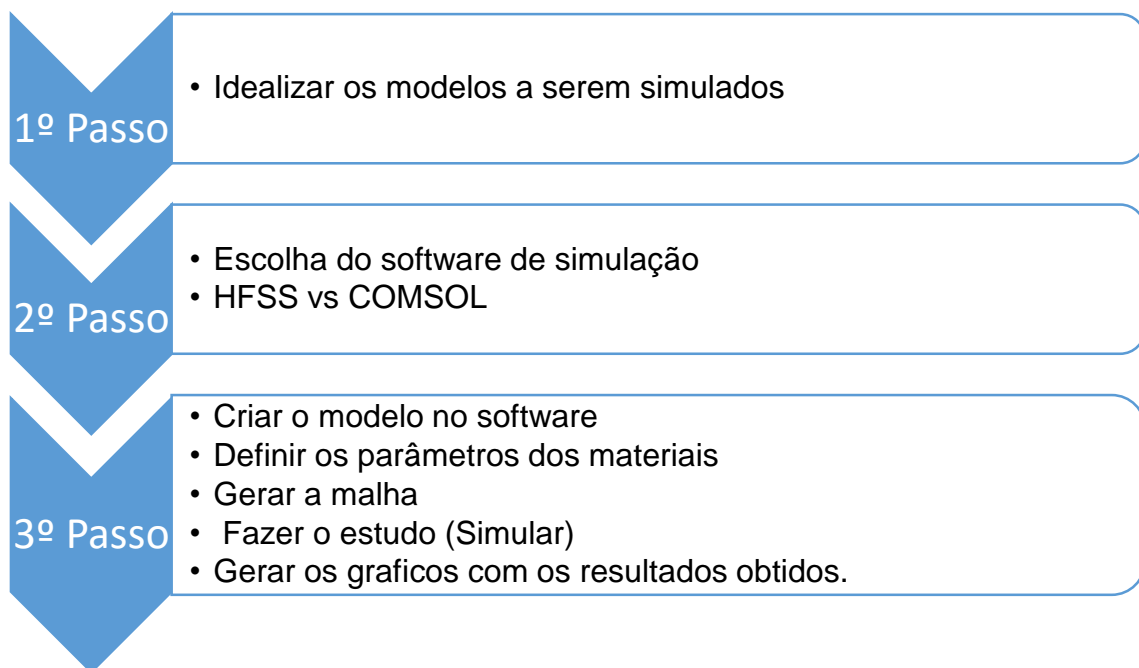 1º Passo
• Idealizar os modelos a serem simulados
2º Passo
• Escolha do software de simulação
• HFSS vs COMSOL
3º Passo
• Criar o modelo no software
• Definir os parâmetros dos materiais
• Gerar a malha
• Fazer o estudo (Simular)
• Gerar os graficos com os resultados obtidos.